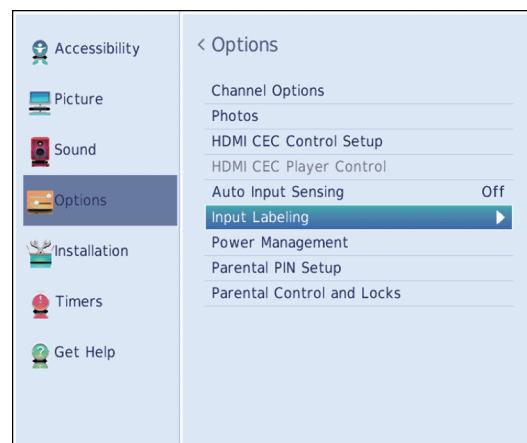 Accessibility
Picture
Sound
Options
Installation
Timers
Get Help
< Options
Channel Options
Photos
HDMI CEC Control Setup
HDMI CEC Player Control
Auto Input Sensing Off
Input Labeling
Power Management
Parental PIN Setup
Parental Control and Locks